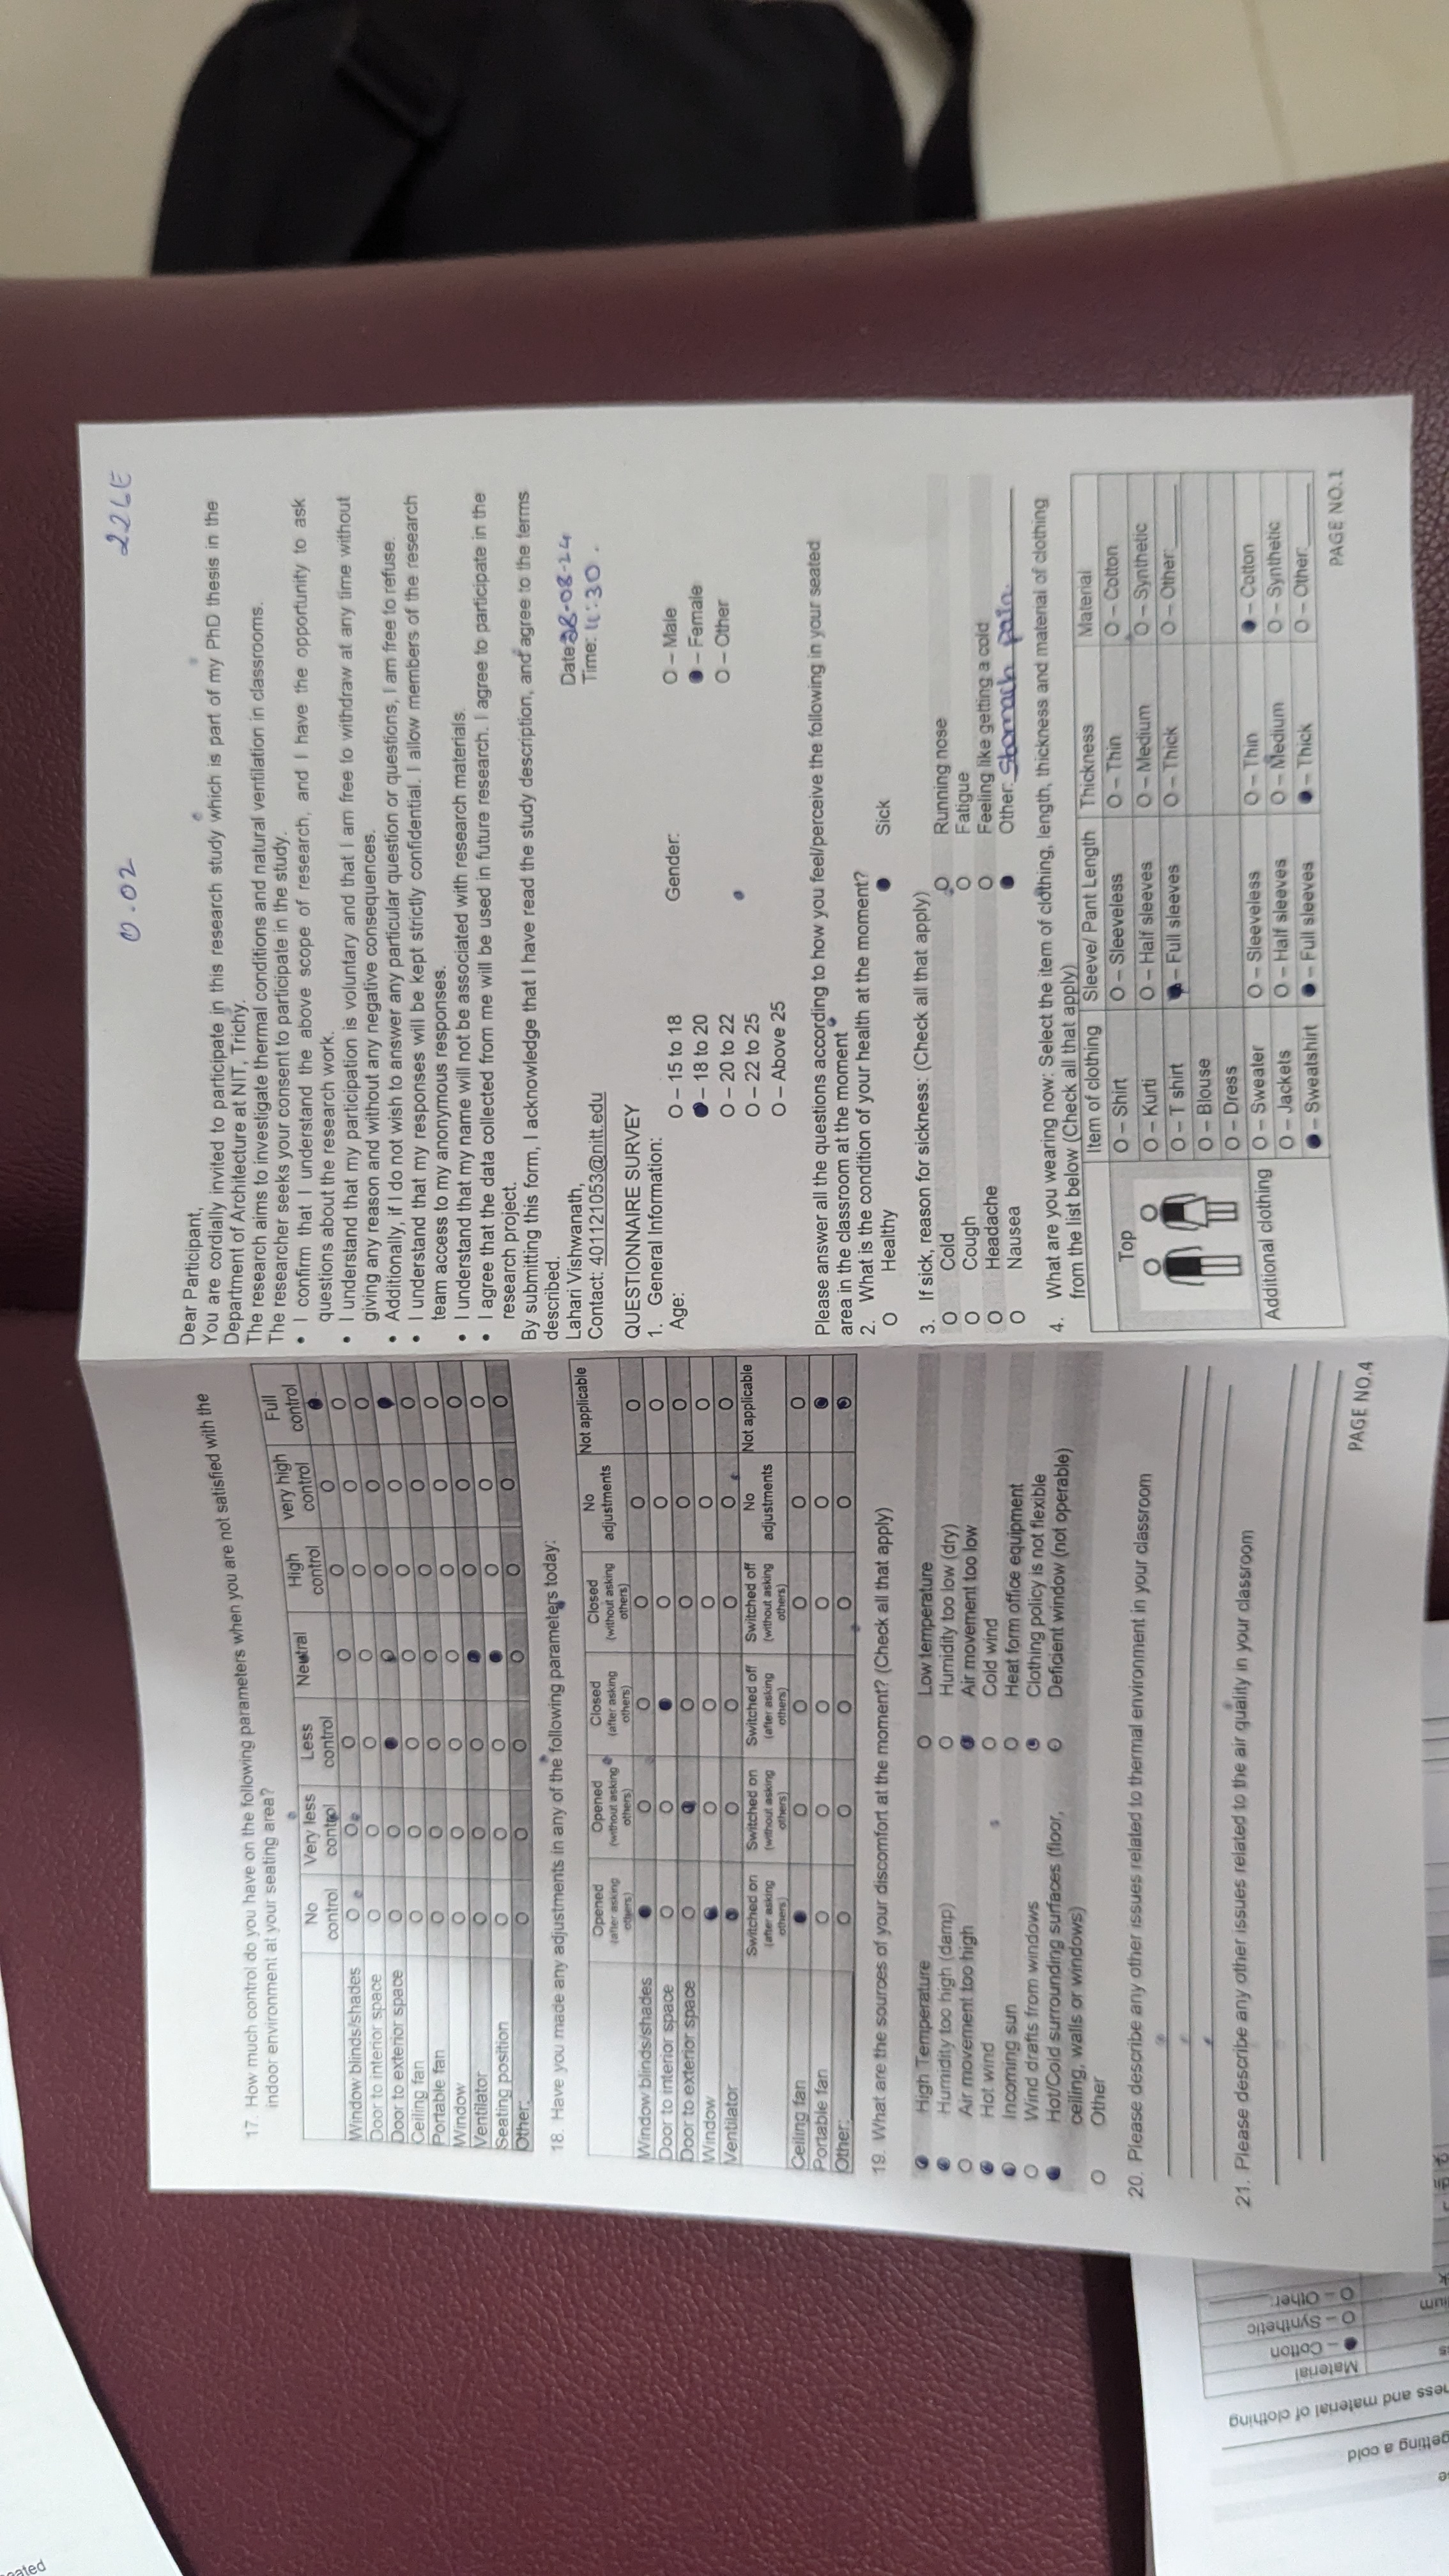 0.02 226E
Dear Participant,
You are cordially invited to participate in this research study which is part of my PhD thesis in the
Department of Architecture at NIT, Trichy.
The research aims to investigate thermal conditions and natural ventilation in classrooms.
The researcher seeks your consent to participate in the study.
• I confirm that I understand the above scope of research, and I have the opportunity to ask
questions about the research work.
• I understand that my participation is voluntary and that I am free to withdraw at any time without
giving any reason and without any negative consequences.
• Additionally, if I do not wish to answer any particular question or questions, I am free to refuse.
• I understand that my responses will be kept strictly confidential. I allow members of the research
team access to my anonymous responses.
• I understand that my name will not be associated with research materials.
• I agree that the data collected from me will be used in future research. I agree to participate in the
research project.
By submitting this form, I acknowledge that I have read the study description, and agree to the terms
described.
Lahari Vishwanath, Date: 28-08-24
Contact: 401121053@nitt.edu Time: 11:30.
QUESTIONNAIRE SURVEY
1. General Information:
Age: Gender:
O – 15 to 18 O – Male
● – 18 to 20 ● – Female
O – 20 to 22 O – Other
O – 22 to 25
O – Above 25
Please answer all the questions according to how you feel/perceive the following in your seated
area in the classroom at the moment
2. What is the condition of your health at the moment?
O Healthy ● Sick
3. If sick, reason for sickness: (Check all that apply)
O Cold O Running nose
O Cough O Fatigue
O Headache O Feeling like getting a cold
O Nausea ● Other: Stomach pain
4. What are you wearing now: Select the item of clothing, length, thickness and material of clothing
from the list below (Check all that apply)
Item of clothing Sleeve/ Pant Length Thickness Material
Top O – Shirt O – Sleeveless O – Thin O – Cotton
O – Kurti O – Half sleeves O – Medium O – Synthetic
O – T shirt ● – Full sleeves O – Thick O – Other
O – Blouse
O – Dress
Additional clothing O – Sweater O – Sleeveless O – Thin ● – Cotton
O – Jackets O – Half sleeves O – Medium O – Synthetic
● – Sweatshirt ● – Full sleeves ● – Thick O – Other
PAGE NO.1
17. How much control do you have on the following parameters when you are not satisfied with the
indoor environment at your seating area?
No control Very less control Less control Neutral High control very high control Full control
Window blinds/shades
Door to interior space
Door to exterior space
Ceiling fan
Portable fan
Window
Ventilator
Seating position
Other:
18. Have you made any adjustments in any of the following parameters today:
Opened (after asking others) Opened (without asking others) Closed (after asking others) Closed (without asking others) No adjustments Not applicable
Window blinds/shades
Door to interior space
Door to exterior space
Window
Ventilator
Switched on (after asking others) Switched on (without asking others) Switched off (after asking others) Switched off (without asking others) No adjustments Not applicable
Ceiling fan
Portable fan
Other:
19. What are the sources of your discomfort at the moment? (Check all that apply)
● High Temperature O Low temperature
● Humidity too high (damp) O Humidity too low (dry)
O Air movement too high ● Air movement too low
● Hot wind O Cold wind
● Incoming sun O Heat form office equipment
O Wind drafts from windows ● Clothing policy is not flexible
● Hot/Cold surrounding surfaces (floor, O Deficient window (not operable)
ceiling, walls or windows)
O Other
20. Please describe any other issues related to thermal environment in your classroom
21. Please describe any other issues related to the air quality in your classroom
PAGE NO.4
getting a cold
ness and material of clothing
Material
● – Cotton
O – Synthetic
O – Other: